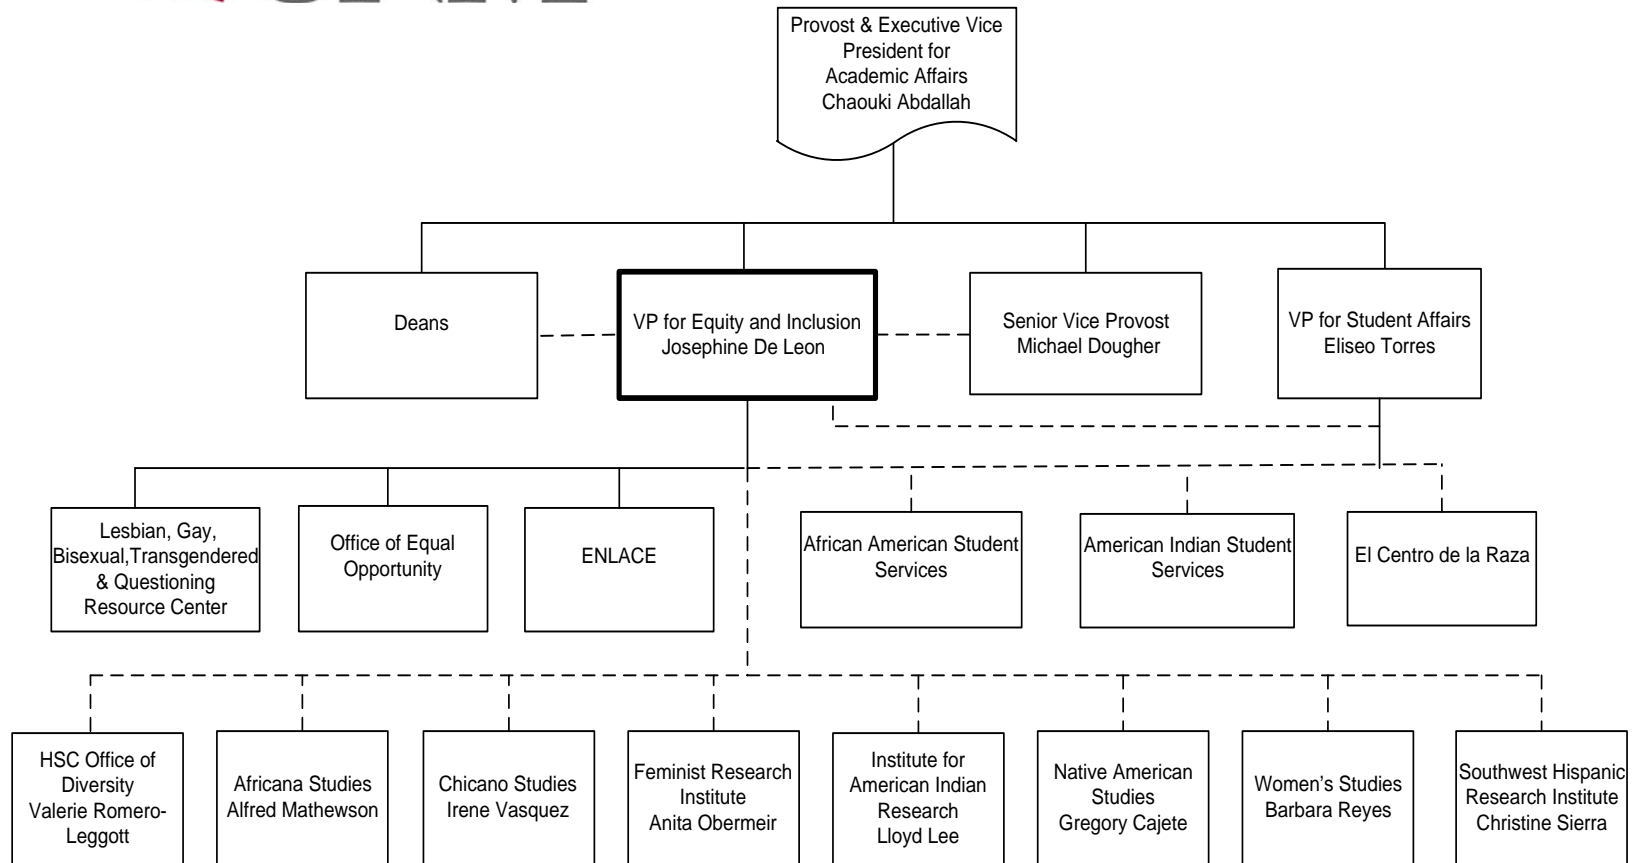 Provost & Executive Vice
President for
Academic Affairs
Chaouki Abdallah
Deans
VP for Equity and Inclusion
Josephine De Leon
Senior Vice Provost
Michael Dougher
VP for Student Affairs
Eliseo Torres
Lesbian, Gay,
Bisexual,Transgendered
& Questioning
Resource Center
Office of Equal
Opportunity
ENLACE
African American Student
Services
American Indian Student
Services
El Centro de la Raza
HSC Office of
Diversity
Valerie Romero-
Leggott
Africana Studies
Alfred Mathewson
Chicano Studies
Irene Vasquez
Feminist Research
Institute
Anita Obermeir
Institute for
American Indian
Research
Lloyd Lee
Native American
Studies
Gregory Cajete
Women's Studies
Barbara Reyes
Southwest Hispanic
Research Institute
Christine Sierra